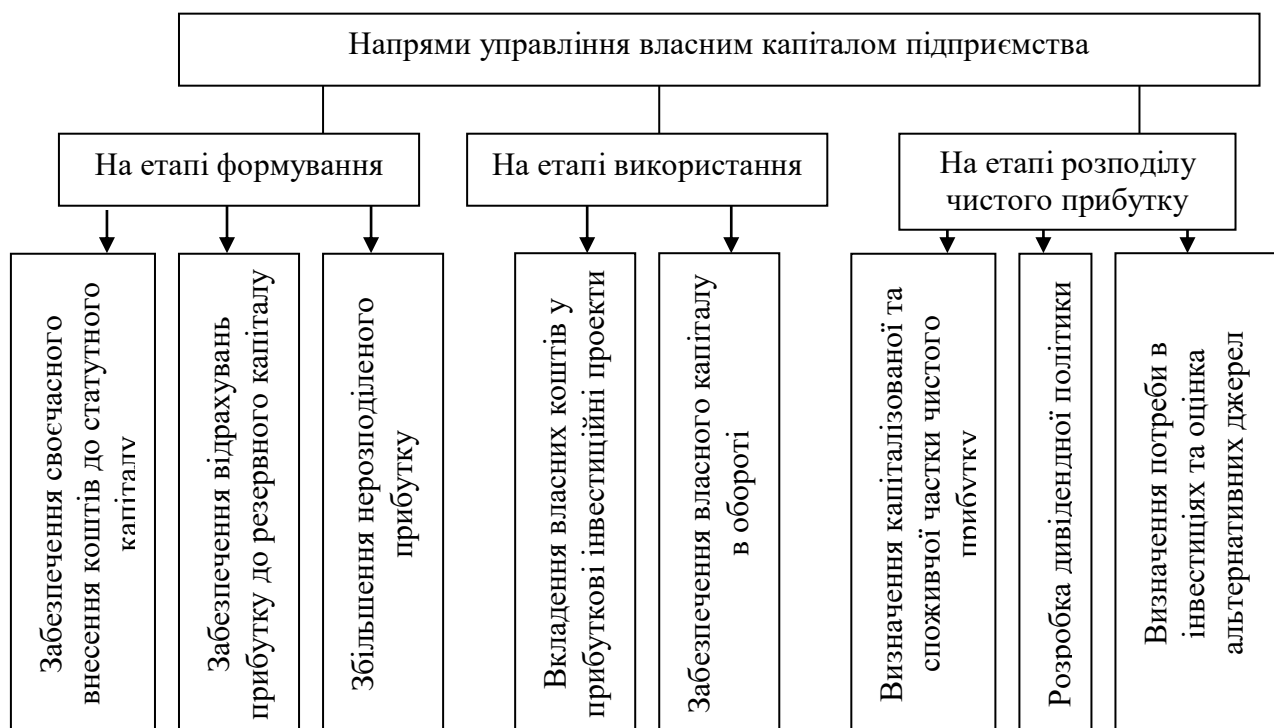 Напрями управління власним капіталом підприємства
На етапі формування
На етапі використання
На етапі розподілу
чистого прибутку
Забезпечення своєчасного
внесення коштів до статутного
капіталу
Забезпечення відрахувань
прибутку до резервного капіталу
Збільшення нерозподіленого
прибутку
Вкладення власних коштів у
прибуткові інвестиційні проекти
Забезпечення власного капіталу
в обороті
Визначення капіталізованої та
споживчої частки чистого
прибутку
Розробка дивідендної політики
Визначення потреби в
інвестиціях та оцінка
альтернативних джерел